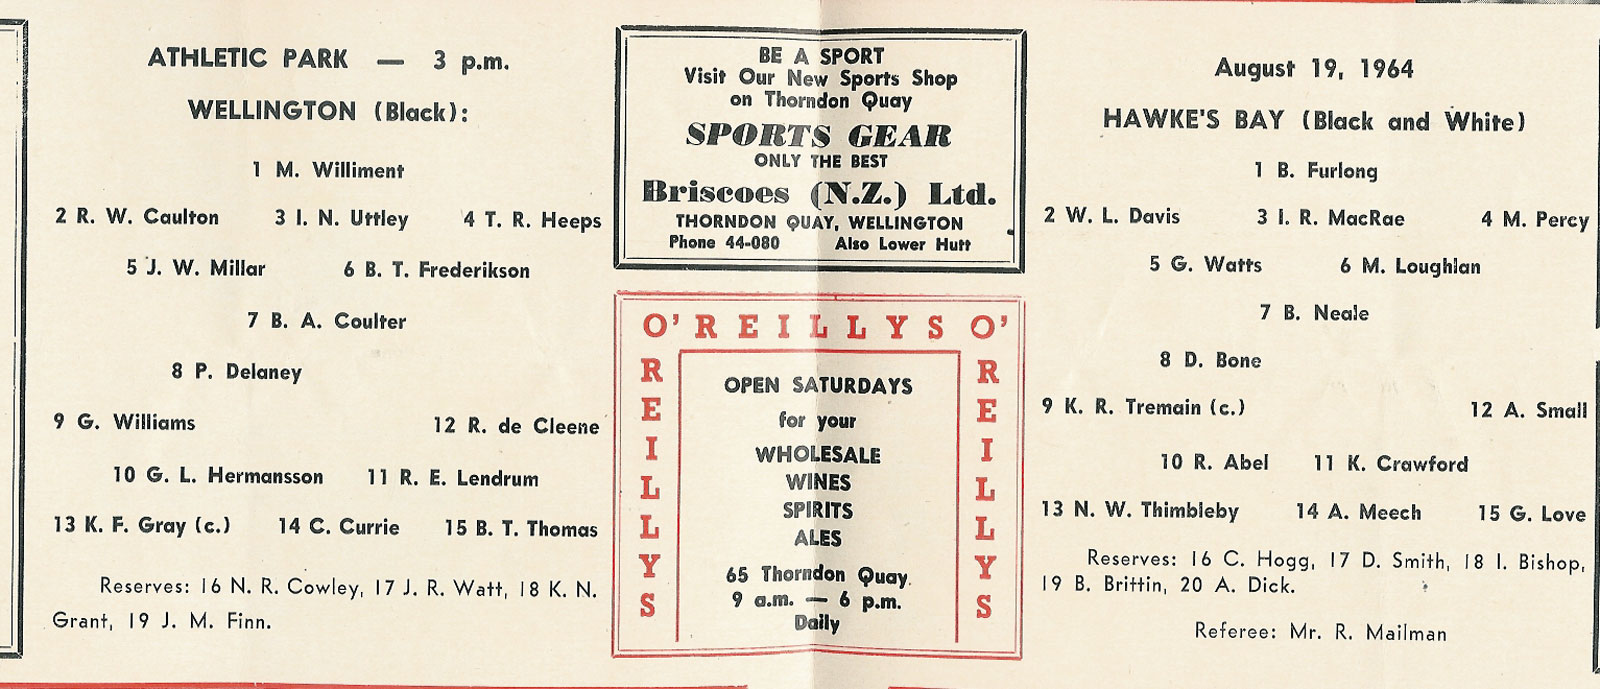 ATHLETIC PARK — 3 p.m.
WELLINGTON (Black):
1 M. Williment
2 R. W. Caulton 3 I. N. Uttley 4 T. R. Heeps
5 J. W. Millar 6 B. T. Frederikson
7 B. A. Coulter
8 P. Delaney
9 G. Williams 12 R. de Cleene
10 G. L. Hermansson 11 R. E. Lendrum
13 K. F. Gray (c.) 14 C. Currie 15 B. T. Thomas
Reserves: 16 N. R. Cowley, 17 J. R. Watt, 18 K. N.
Grant, 19 J. M. Finn.
BE A SPORT
Visit Our New Sports Shop
on Thorndon Quay
SPORTS GEAR
ONLY THE BEST
Briscoes (N.Z.) Ltd.
THORNDON QUAY, WELLINGTON
Phone 44-080 Also Lower Hutt
O'REILLYS O'
REILLYS
REILLYS
OPEN SATURDAYS
for your
WHOLESALE
WINES
SPIRITS
ALES
65 Thorndon Quay
9 a.m. — 6 p.m.
Daily
August 19, 1964
HAWKE'S BAY (Black and White)
1 B. Furlong
2 W. L. Davis 3 I. R. MacRae 4 M. Percy
5 G. Watts 6 M. Loughlan
7 B. Neale
8 D. Bone
9 K. R. Tremain (c.) 12 A. Small
10 R. Abel 11 K. Crawford
13 N. W. Thimbleby 14 A. Meech 15 G. Love
Reserves: 16 C. Hogg, 17 D. Smith, 18 I. Bishop,
19 B. Brittin, 20 A. Dick.
Referee: Mr. R. Mailman